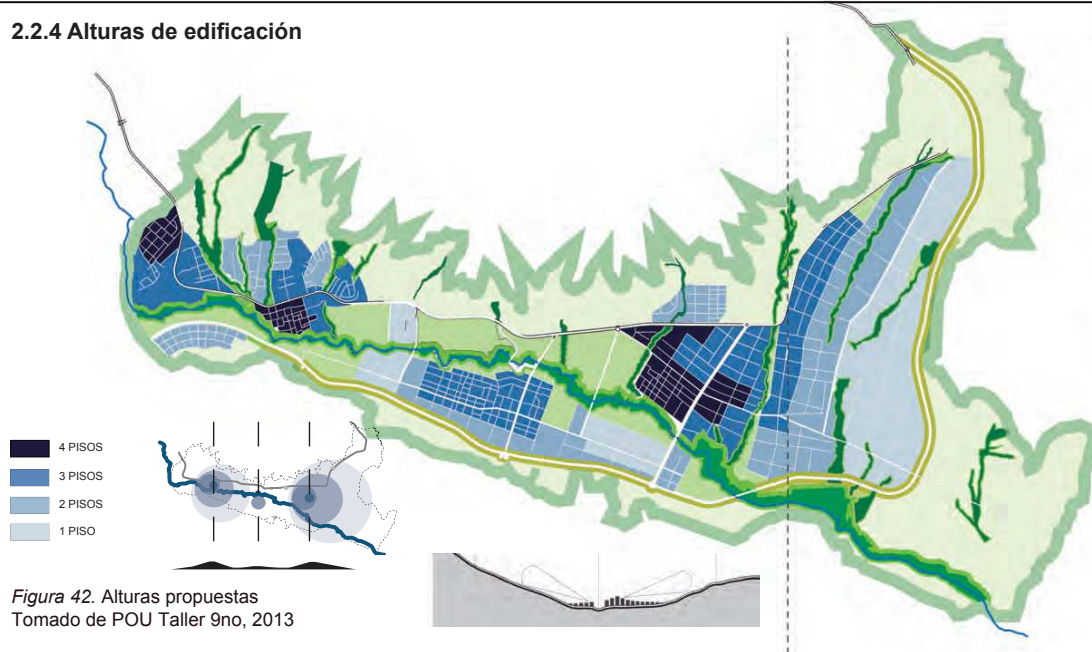 2.2.4 Alturas de edificación
4 PISOS
3 PISOS
2 PISOS
1 PISO
Figura 42. Alturas propuestas
Tomado de POU Taller 9no, 2013